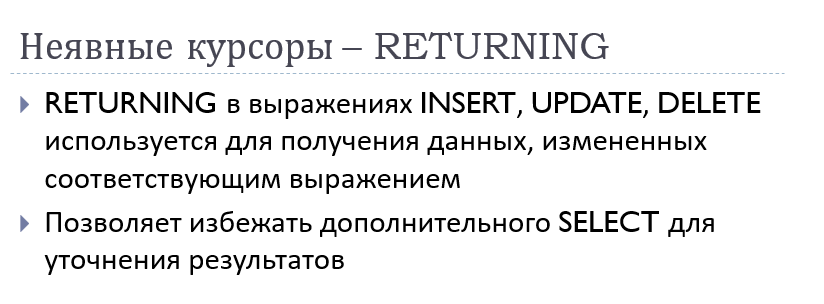 Неявные курсоры – RETURNING
RETURNING в выражениях INSERT, UPDATE, DELETE
используется для получения данных, измененных
соответствующим выражением
Позволяет избежать дополнительного SELECT для
уточнения результатов